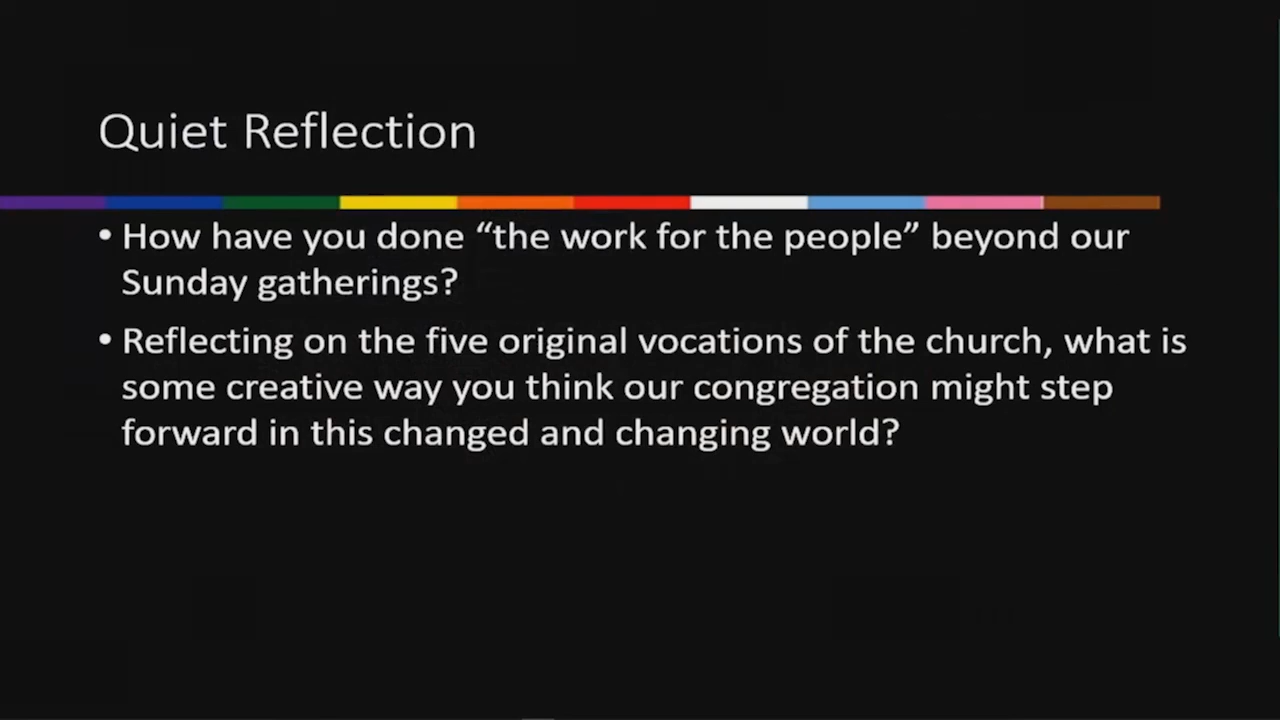 Quiet Reflection
• How have you done “the work for the people” beyond our
Sunday gatherings?
• Reflecting on the five original vocations of the church, what is
some creative way you think our congregation might step
forward in this changed and changing world?